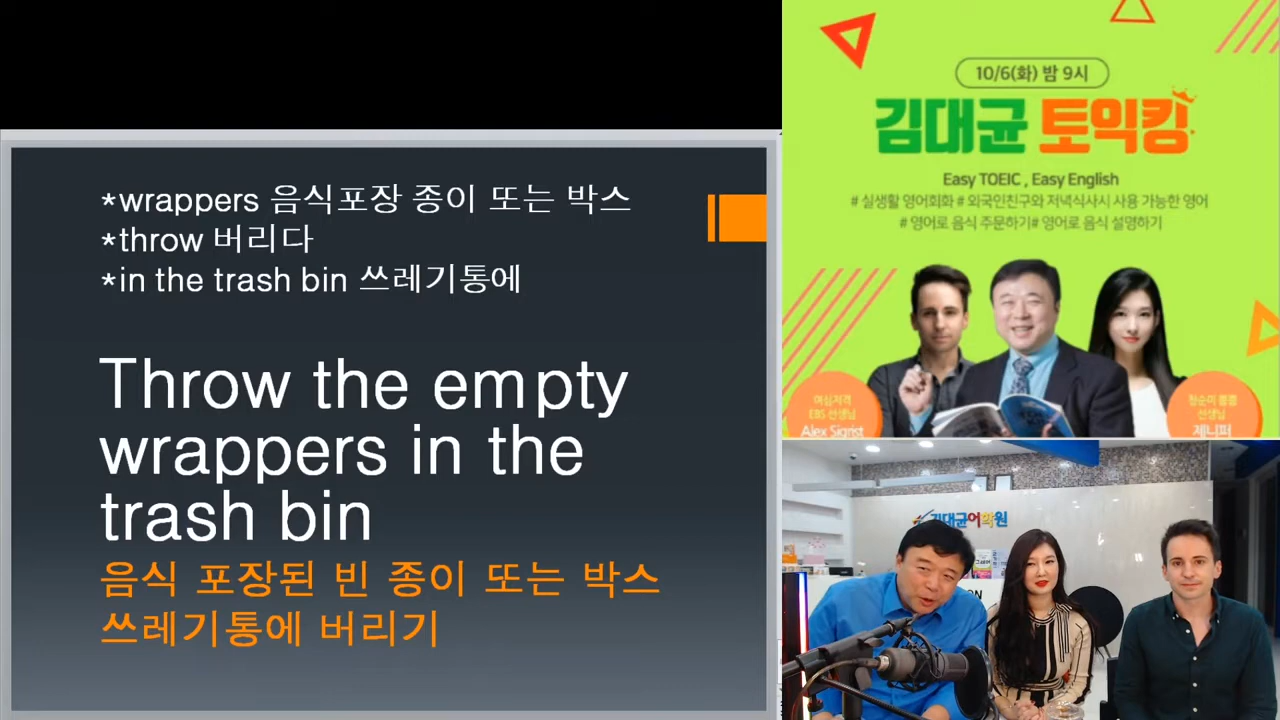 *wrappers 음식포장 종이 또는 박스
*throw 버리다
*in the trash bin 쓰레기통에
Throw the empty
wrappers in the
trash bin
음식 포장된 빈 종이 또는 박스
쓰레기통에 버리기
10/6(화) 밤 9시
김대균 토익킹
Easy TOEIC , Easy English
# 실생활 영어회화 # 외국인친구와 저녁식사시 사용 가능한 영어
# 영어로 음식 주문하기# 영어로 음식 설명하기
EBS 선생님
Alex Sigrist
선생님
제니퍼
김대균어학원
ON